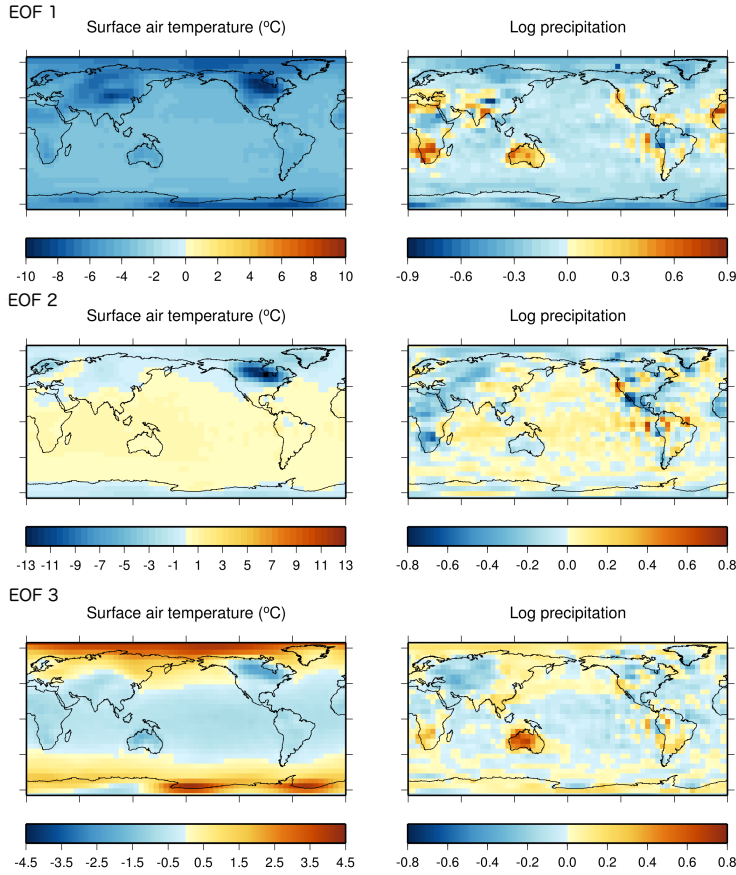 EOF 1
Surface air temperature (ºC) Log precipitation
-10 -8 -6 -4 -2 0 2 4 6 8 10 -0.9 -0.6 -0.3 0.0 0.3 0.6 0.9
EOF 2
Surface air temperature (ºC) Log precipitation
-13 -11 -9 -7 -5 -3 -1 1 3 5 7 9 11 13 -0.8 -0.6 -0.4 -0.2 0.0 0.2 0.4 0.6 0.8
EOF 3
Surface air temperature (ºC) Log precipitation
-4.5 -3.5 -2.5 -1.5 -0.5 0.5 1.5 2.5 3.5 4.5 -0.8 -0.6 -0.4 -0.2 0.0 0.2 0.4 0.6 0.8